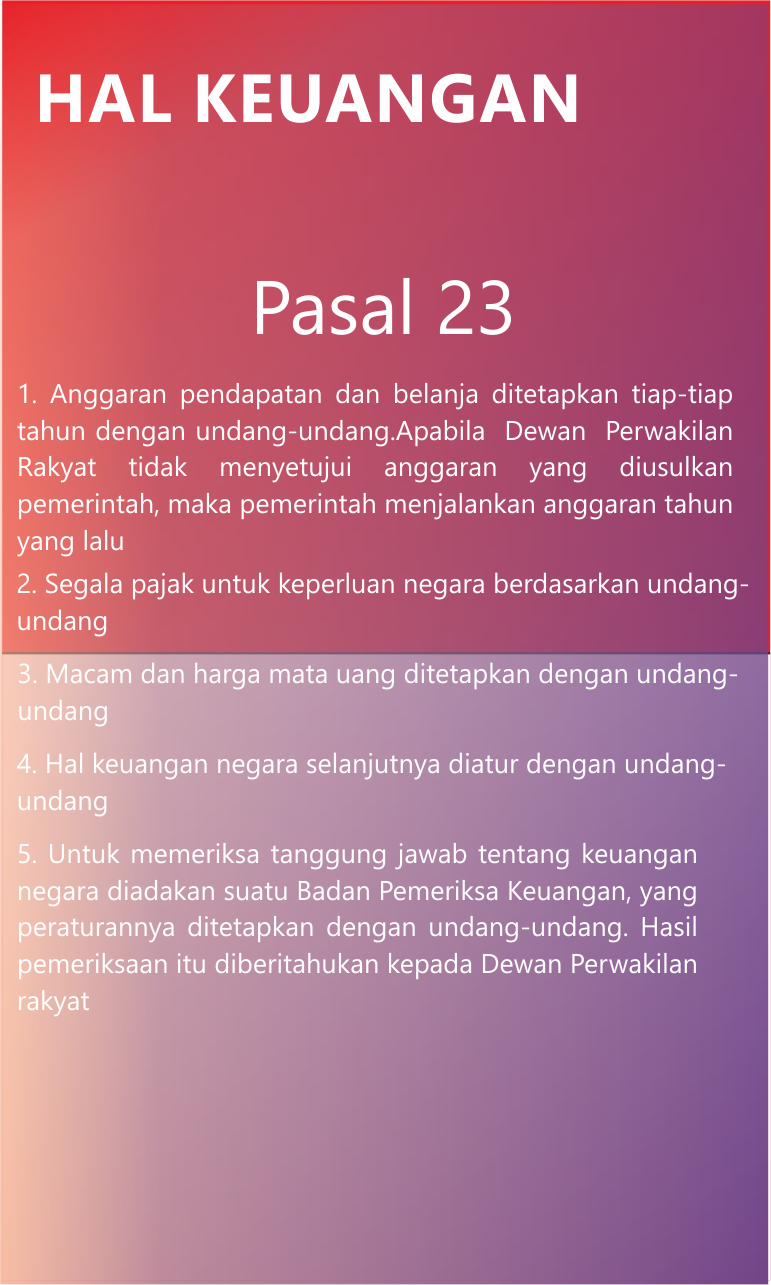 HAL KEUANGAN
Pasal 23
1. Anggaran pendapatan dan belanja ditetapkan tiap-tiap
tahun dengan undang-undang.Apabila Dewan Perwakilan
Rakyat tidak menyetujui anggaran yang diusulkan
pemerintah, maka pemerintah menjalankan anggaran tahun
yang lalu
2. Segala pajak untuk keperluan negara berdasarkan undang-
undang
3. Macam dan harga mata uang ditetapkan dengan undang-
undang
4. Hal keuangan negara selanjutnya diatur dengan undang-
undang
5. Untuk memeriksa tanggung jawab tentang keuangan
negara diadakan suatu Badan Pemeriksa Keuangan, yang
peraturannya ditetapkan dengan undang-undang. Hasil
pemeriksaan itu diberitahukan kepada Dewan Perwakilan
rakyat